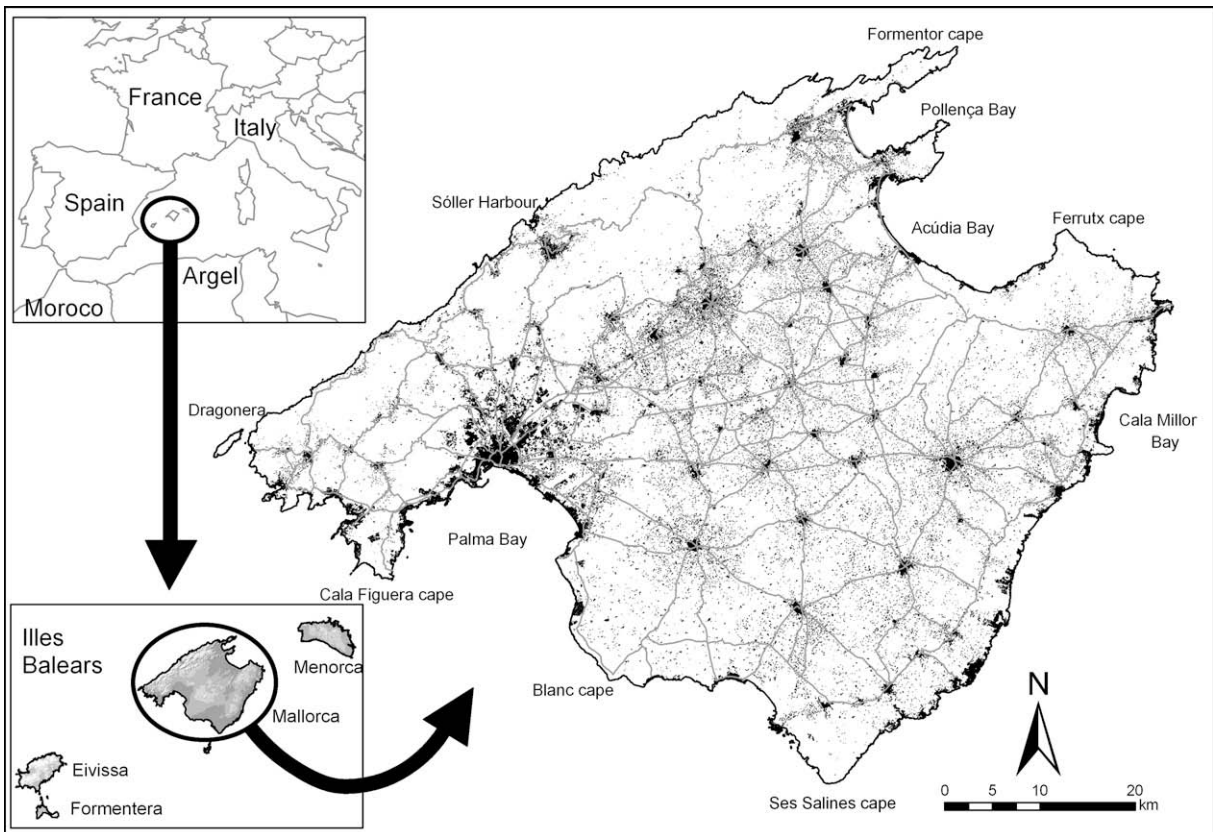 France
Italy
Spain
Argel
Moroco
Formentor cape
Pollença Bay
Sóller Harbour
Acúdia Bay
Ferrutx cape
Dragonera
Cala Millor
Bay
Palma Bay
Cala Figuera cape
Blanc cape
Ses Salines cape
Illes
Balears
Menorca
Mallorca
Eivissa
Formentera
N
0 5 10 20
km